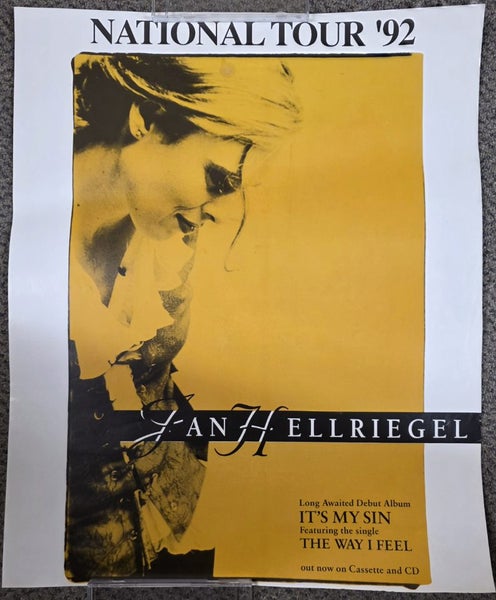 NATIONAL TOUR '92
JAN HELLRIEGEL
Long Awaited Debut Album
IT'S MY SIN
Featuring the single
THE WAY I FEEL
out now on Cassette and CD